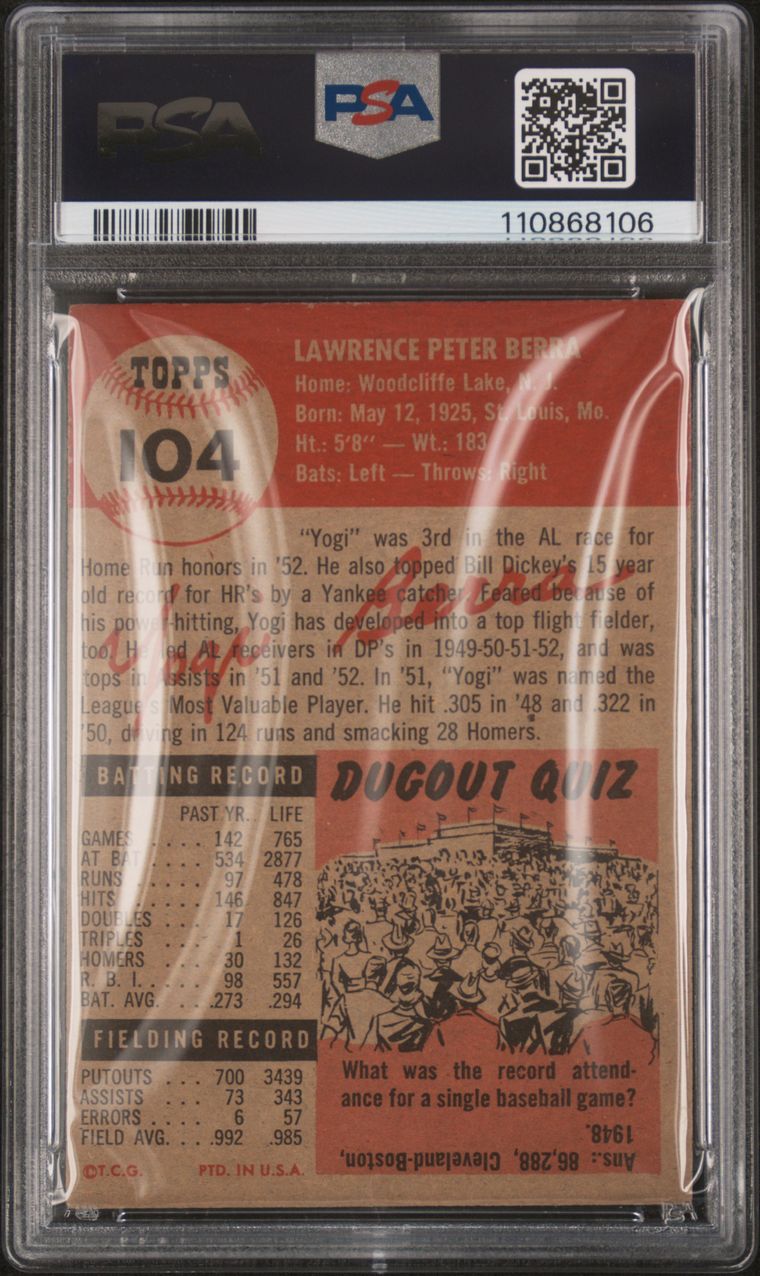 PSA
PSA
110868106
TOPPS
104
LAWRENCE PETER BERRA
Home: Woodcliffe Lake, N. J.
Born: May 12, 1925, St. Louis, Mo.
Ht.: 5'8" — Wt.: 183
Bats: Left — Throws: Right
"Yogi" was 3rd in the AL race for
Home Run honors in '52. He also topped Bill Dickey's 15 year
old record for HR's by a Yankee catcher. Feared because of
his power-hitting, Yogi has developed into a top flight fielder,
too. He led AL receivers in DP's in 1949-50-51-52, and was
tops in Assists in '51 and '52. In '51, "Yogi" was named the
League's Most Valuable Player. He hit .305 in '48 and .322 in
'50, driving in 124 runs and smacking 28 Homers.
Yogi Berra
BATTING RECORD
PAST YR. LIFE
GAMES . . . . 142 765
AT BAT . . . . 534 2877
RUNS . . . . . 97 478
HITS . . . . . 146 847
DOUBLES . . . 17 126
TRIPLES . . . 1 26
HOMERS . . . . 30 132
R. B. I. . . . . . 98 557
BAT. AVG. . . . .273 .294
FIELDING RECORD
PUTOUTS . . . 700 3439
ASSISTS . . . . 73 343
ERRORS . . . . 6 57
FIELD AVG. . . .992 .985
©T.C.G. PTD. IN U.S.A.
DUGOUT QUIZ
What was the record attend-
ance for a single baseball game?
Ans.: 86,288, Cleveland-Boston,
1948.